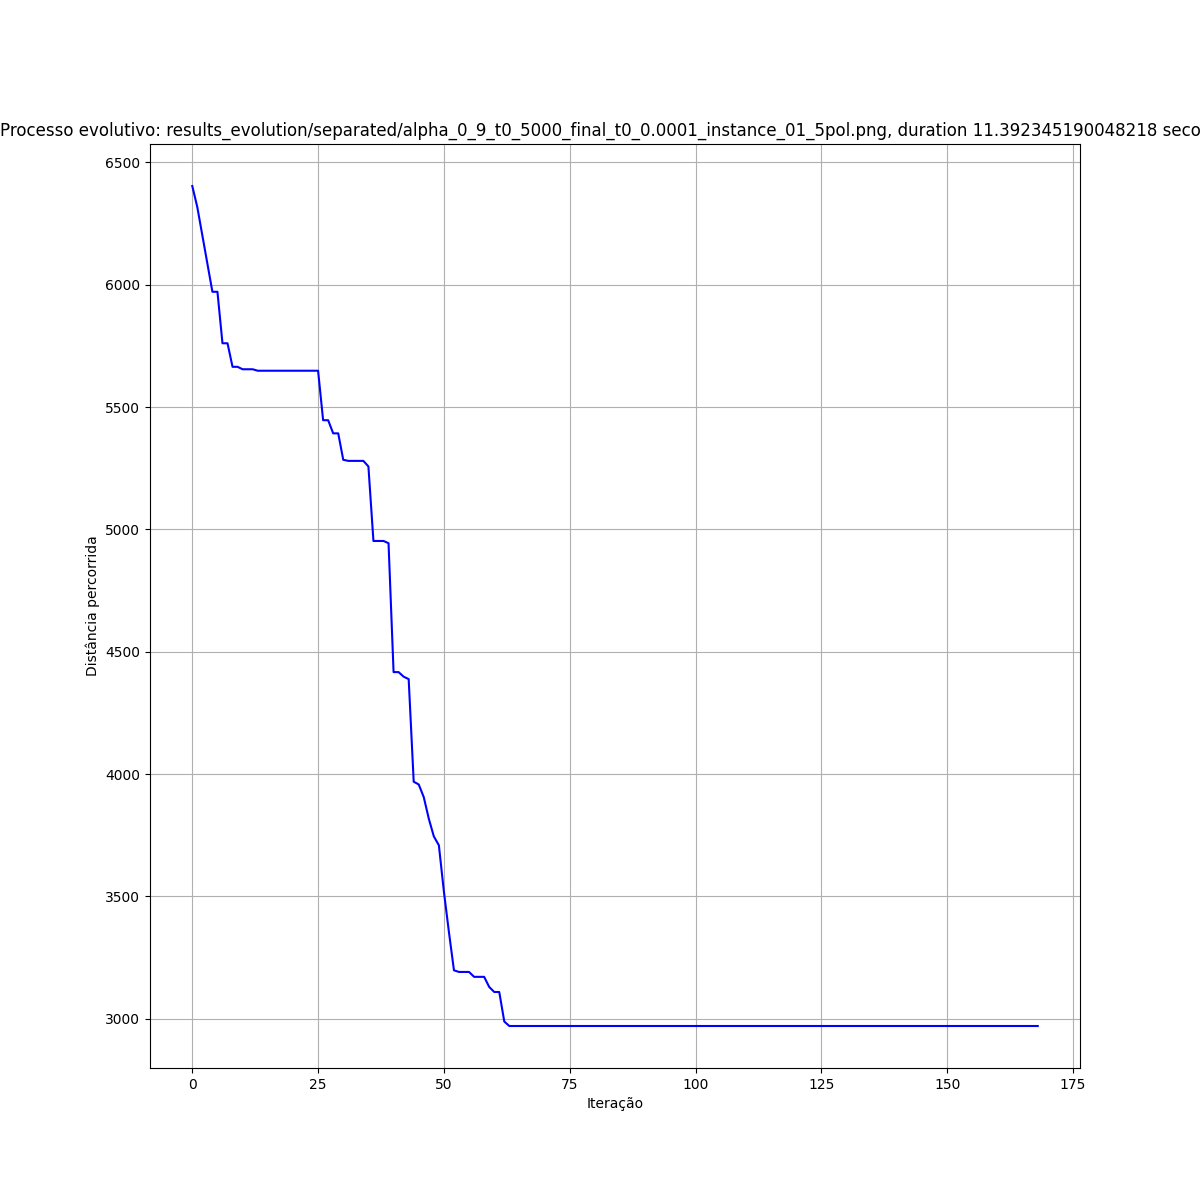 Processo evolutivo: results_evolution/separated/alpha_0_9_t0_5000_final_t0_0.0001_instance_01_5pol.png, duration 11.392345190048218 seco
6500
6000
5500
5000
4500
4000
3500
3000
Distância percorrida
0 25 50 75 100 125 150 175
Iteração